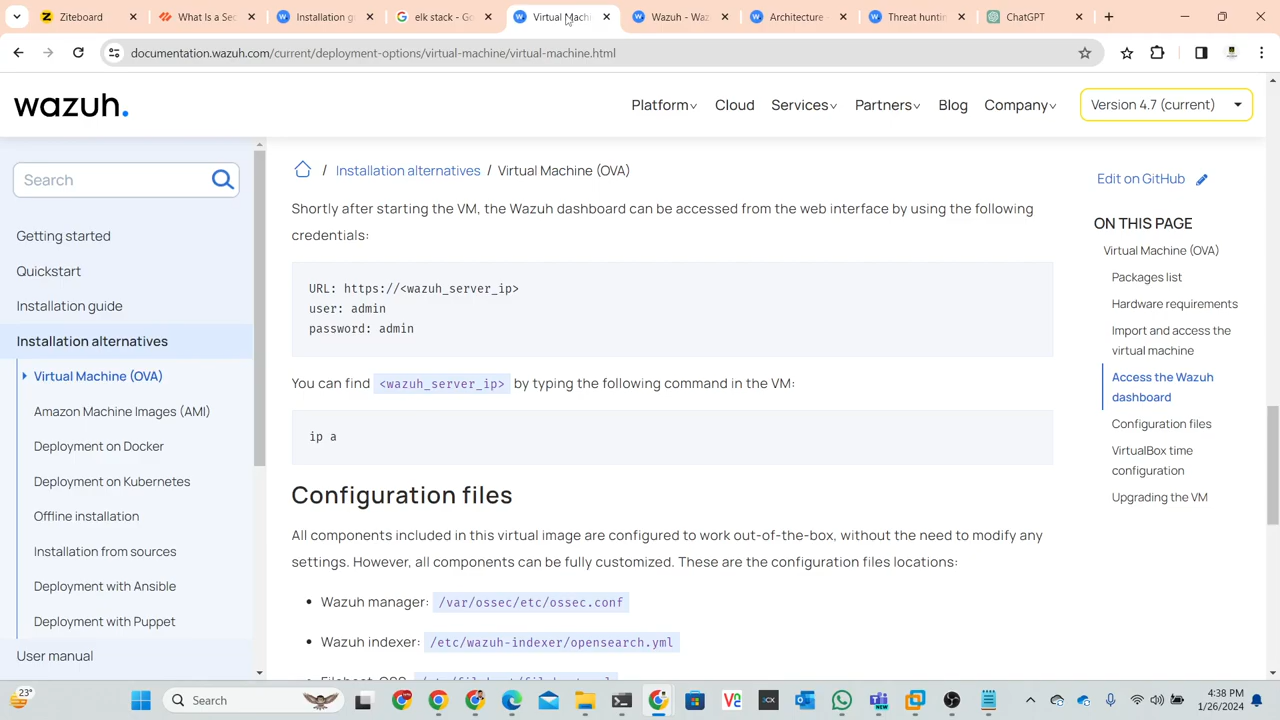 Ziteboard
What Is a Sec
Installation g
elk stack - Go
Virtual Machi
Wazuh - Waz
Architecture -
Threat huntin
ChatGPT
documentation.wazuh.com/current/deployment-options/virtual-machine/virtual-machine.html
wazuh.
Platform
Cloud
Services
Partners
Blog
Company
Version 4.7 (current)
Search
Getting started
Quickstart
Installation guide
Installation alternatives
Virtual Machine (OVA)
Amazon Machine Images (AMI)
Deployment on Docker
Deployment on Kubernetes
Offline installation
Installation from sources
Deployment with Ansible
Deployment with Puppet
User manual
/ Installation alternatives / Virtual Machine (OVA)
Shortly after starting the VM, the Wazuh dashboard can be accessed from the web interface by using the following
credentials:
URL: https://<wazuh_server_ip>
user: admin
password: admin
You can find <wazuh_server_ip> by typing the following command in the VM:
ip a
Configuration files
All components included in this virtual image are configured to work out-of-the-box, without the need to modify any
settings. However, all components can be fully customized. These are the configuration files locations:
• Wazuh manager: /var/ossec/etc/ossec.conf
• Wazuh indexer: /etc/wazuh-indexer/opensearch.yml
Edit on GitHub
ON THIS PAGE
Virtual Machine (OVA)
Packages list
Hardware requirements
Import and access the
virtual machine
Access the Wazuh
dashboard
Configuration files
VirtualBox time
configuration
Upgrading the VM
23°
Search
4:38 PM
1/26/2024